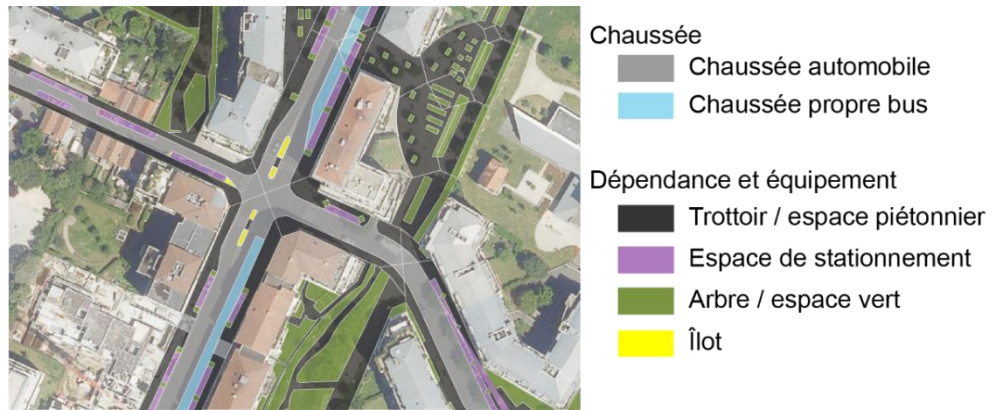 Chaussée
Chaussée automobile
Chaussée propre bus
Dépendance et équipement
Trottoir / espace piétonnier
Espace de stationnement
Arbre / espace vert
Îlot